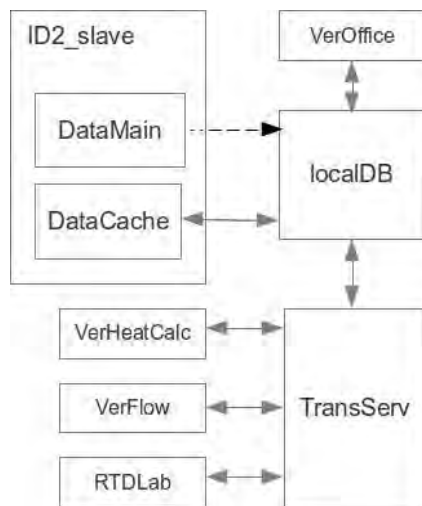 ID2_slave
VerOffice
DataMain
localDB
DataCache
VerHeatCalc
VerFlow
TransServ
RTDLab